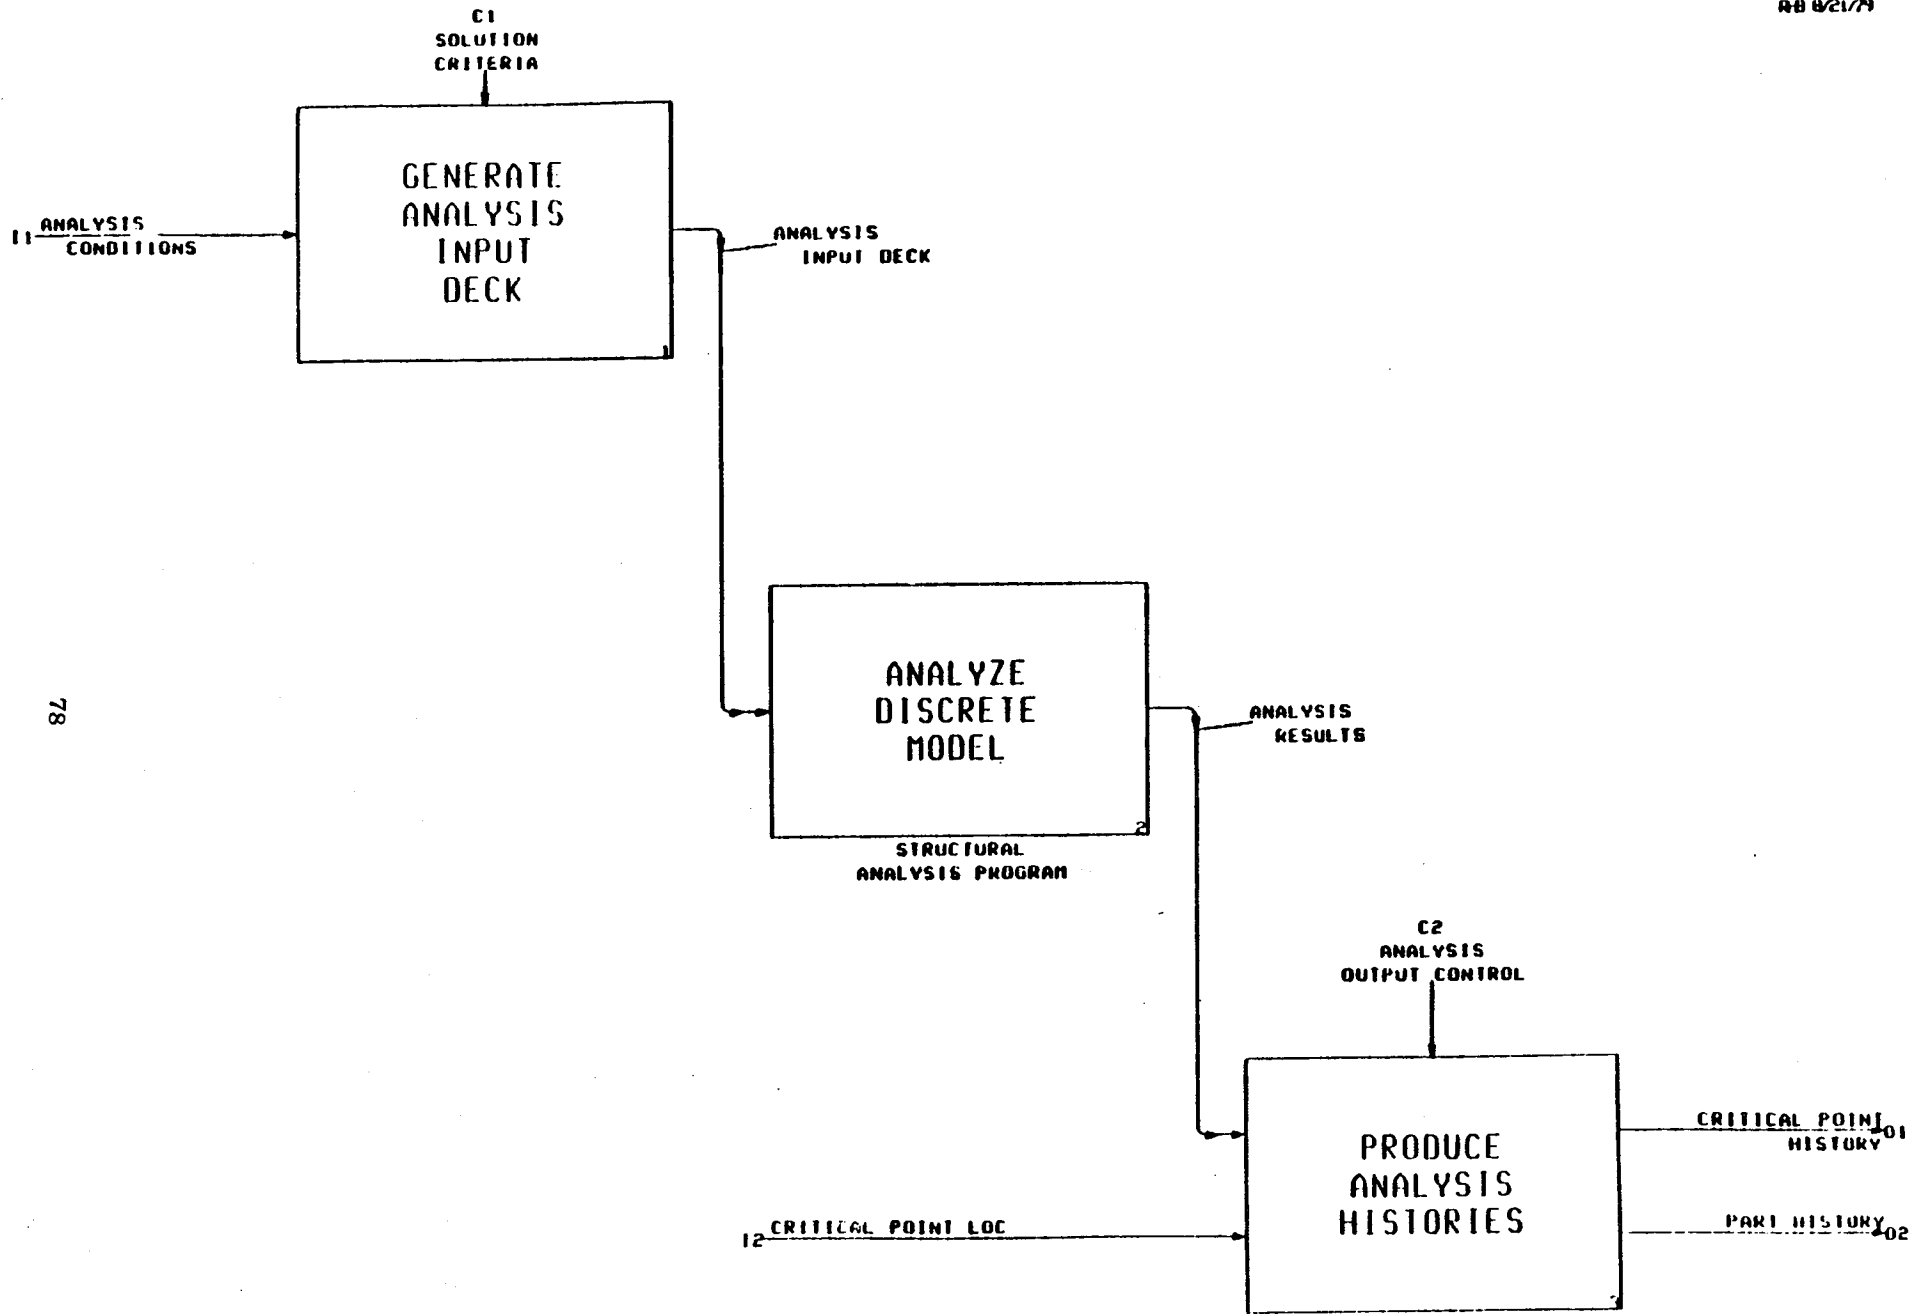 C1
SOLUTION
CRITERIA
GENERATE
ANALYSIS
INPUT
DECK
1
I1 ANALYSIS
CONDITIONS
ANALYSIS
INPUT DECK
ANALYZE
DISCRETE
MODEL
2
STRUCTURAL
ANALYSIS PROGRAM
ANALYSIS
RESULTS
78
C2
ANALYSIS
OUTPUT CONTROL
PRODUCE
ANALYSIS
HISTORIES
3
I2 CRITICAL POINT LOC
CRITICAL POINT
HISTORY O1
PART HISTORY O2